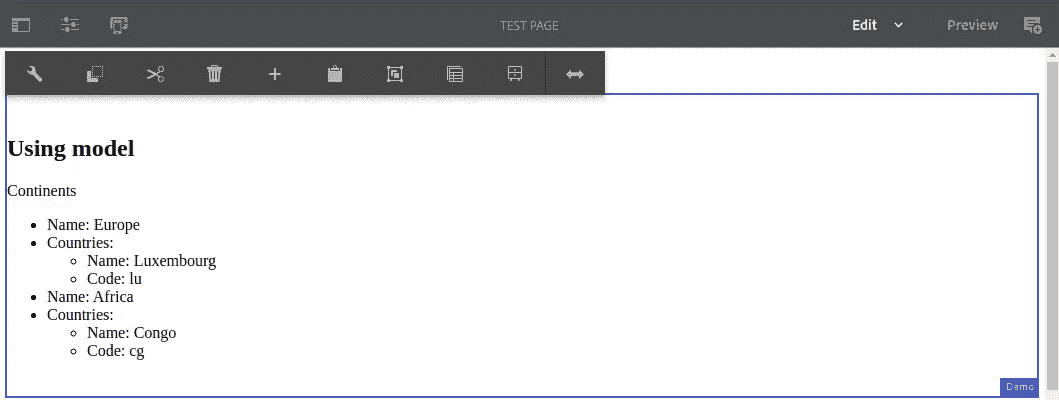 TEST PAGE
Edit
Preview
Using model
Continents
Name: Europe
Countries:
Name: Luxembourg
Code: lu
Name: Africa
Countries:
Name: Congo
Code: cg
Demo